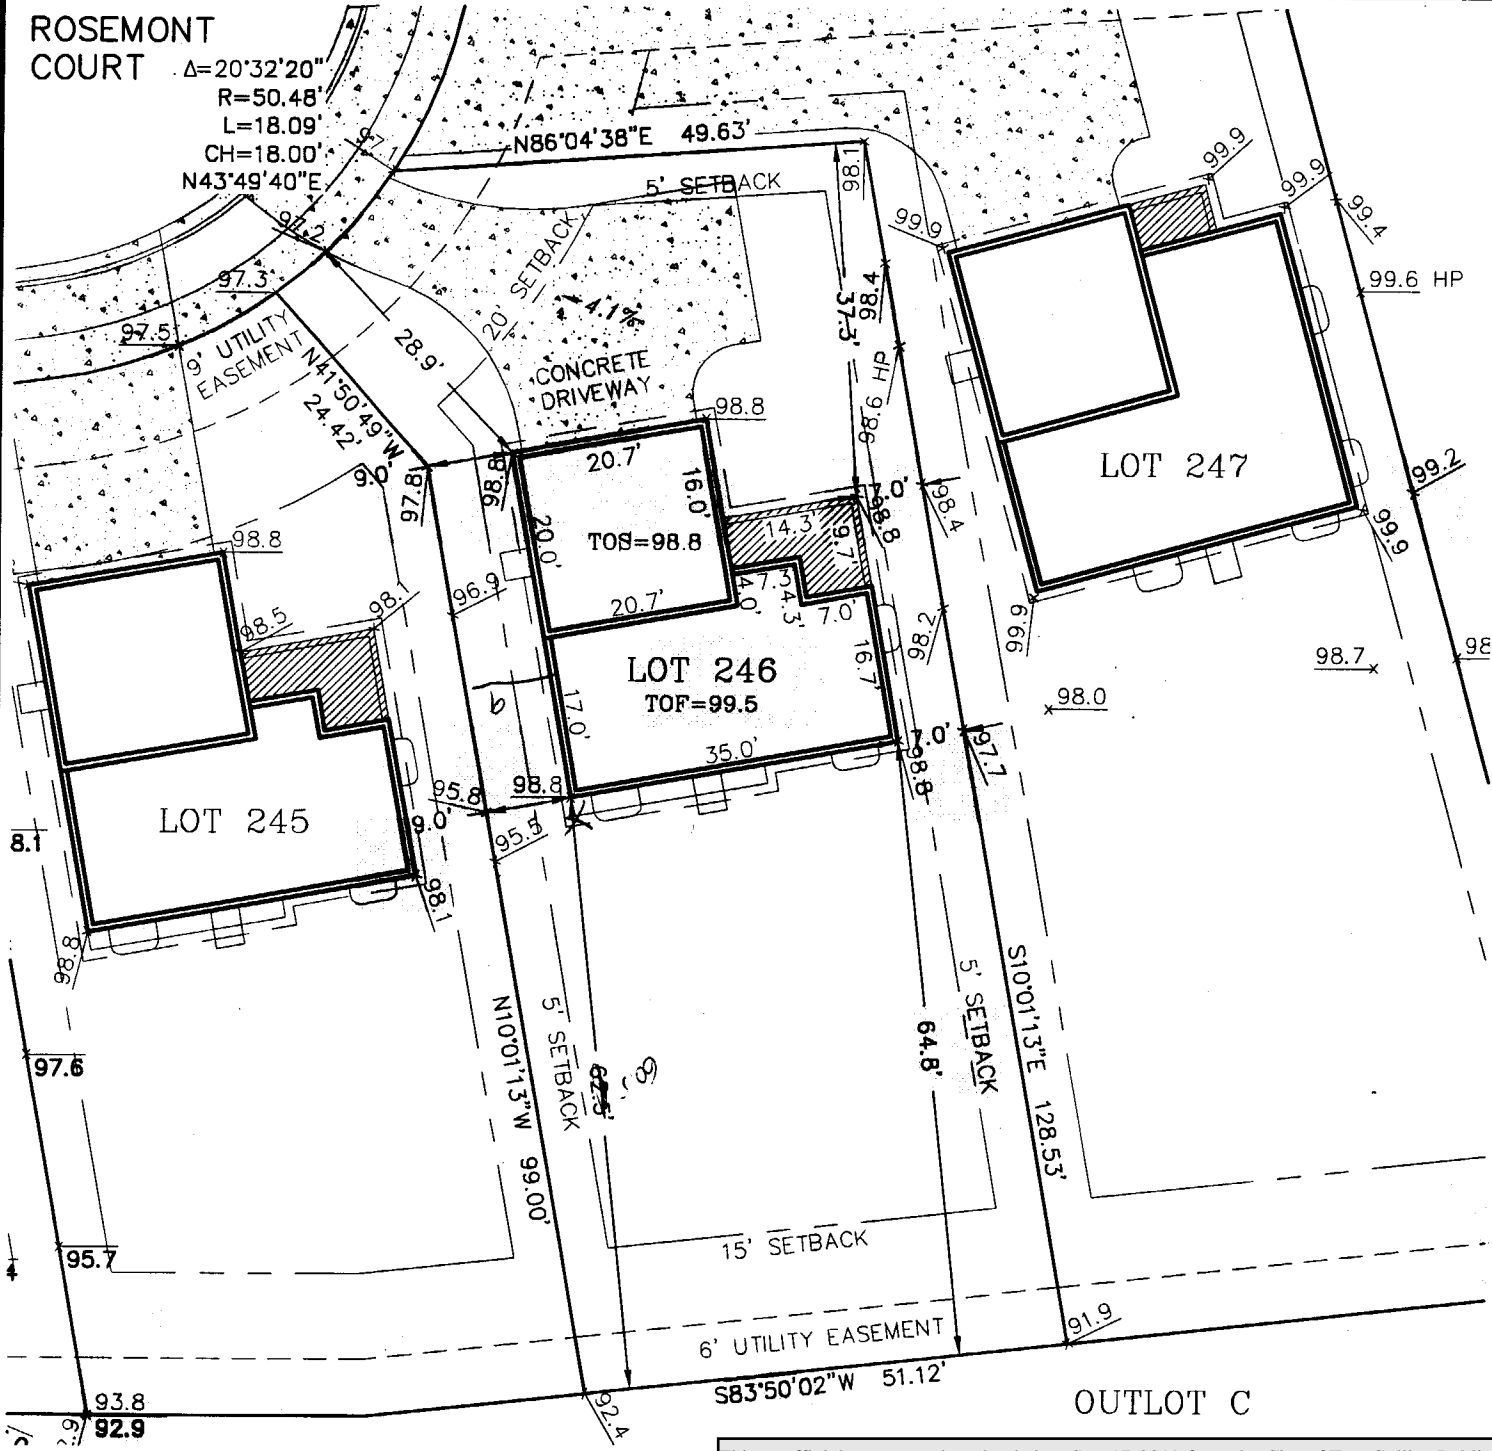 ROSEMONT
COURT
Δ=20°32'20"
R=50.48'
L=18.09'
CH=18.00'
N43°49'40"E
97.1
N86°04'38"E 49.63'
5' SETBACK
98.1
99.9
99.9
99.4
99.9
97.2
97.3
97.5
20' SETBACK
4.1%
37.3'
98.4
99.6 HP
9' UTILITY
EASEMENT
28.9'
CONCRETE
DRIVEWAY
98.6 HP
N41°50'49"W
24.42'
98.8
9.0'
97.8
98.8
20.7'
16.0'
7.0'
98.4
98.8
LOT 247
99.2
99.9
20.0'
TOS=98.8
14.3'
9.7'
98.8
98.5
98.1
96.9
20.7'
7.3'
4.0'
4.3'
7.0'
98.2
99.9
LOT 246
TOF=99.5
16.7'
98.7
98.0
98
9
17.0'
35.0'
7.0'
97.7
98.8
LOT 245
95.8
98.8
9.0'
95.5
8.1
98.1
98.8
97.6
N10°01'13"W 99.00'
5' SETBACK
62.5'
64.8'
5' SETBACK
S10°01'13"E 128.53'
95.7
15' SETBACK
6' UTILITY EASEMENT
91.9
S83°50'02"W 51.12'
93.8
92.9
92.4
OUTLOT C